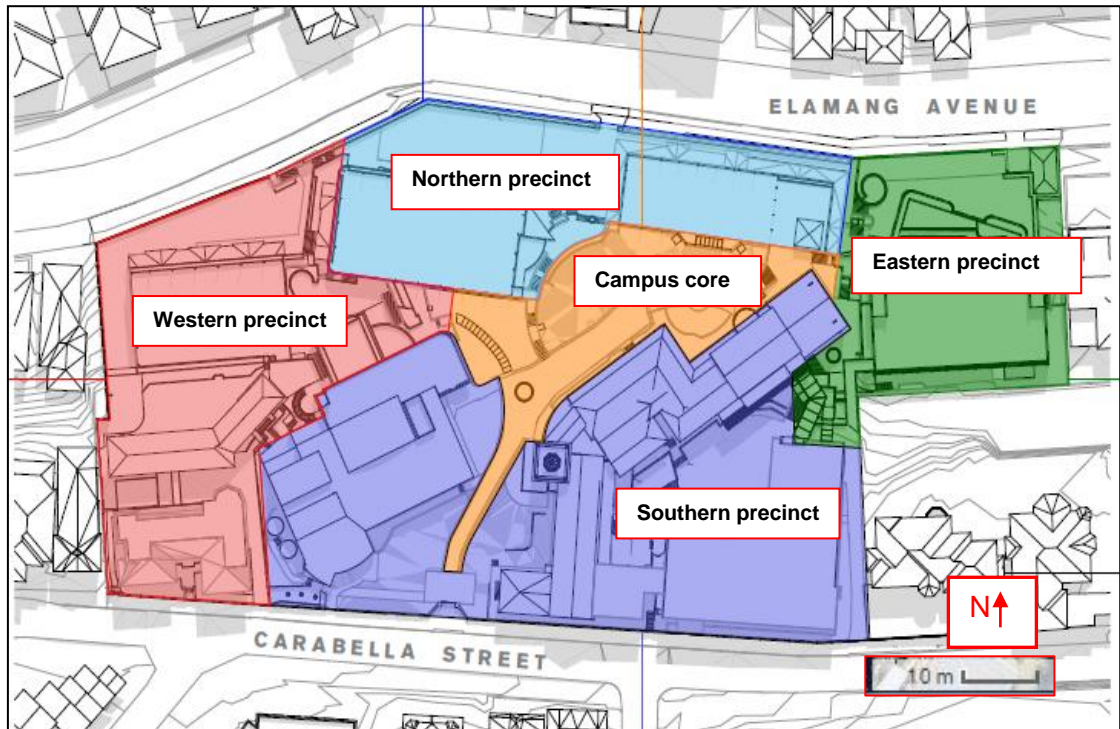 ELAMANG AVENUE
Northern precinct
Eastern precinct
Campus core
Western precinct
Southern precinct
N
CARABELLA STREET
10 m